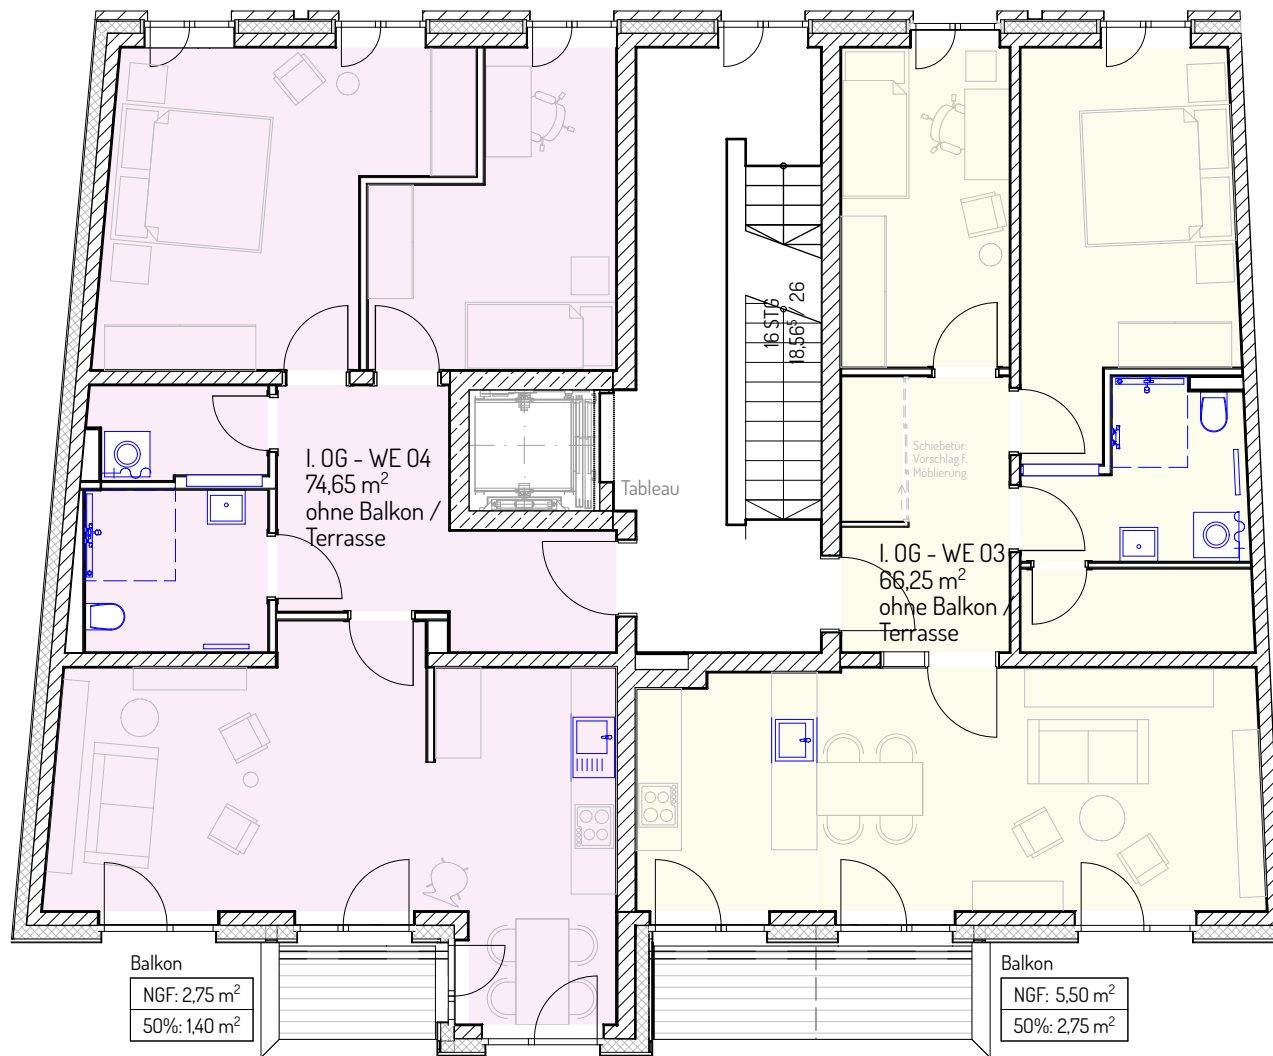 16 STG
18,56⁵ / 26
Schiebetür:
Vorschlag f.
Möblierung
I. OG - WE 04
74,65 m²
ohne Balkon /
Terrasse
Tableau
I. OG - WE 03
66,25 m²
ohne Balkon /
Terrasse
Balkon
NGF: 2,75 m²
50%: 1,40 m²
Balkon
NGF: 5,50 m²
50%: 2,75 m²